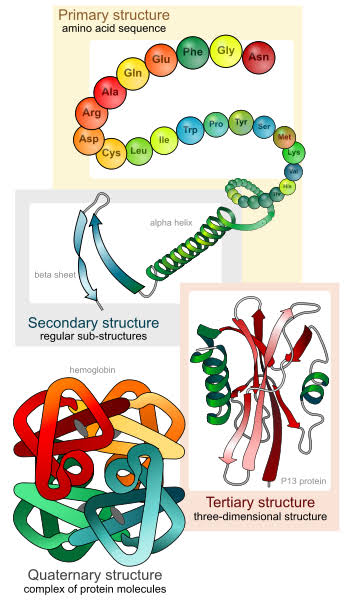 Primary structure
amino acid sequence
Asn
Gly
Phe
Glu
Gln
Ala
Arg
Asp
Cys
Leu
Ile
Trp
Pro
Tyr
Ser
Met
Lys
Val
His
alpha helix
beta sheet
Secondary structure
regular sub-structures
hemoglobin
P13 protein
Tertiary structure
three-dimensional structure
Quaternary structure
complex of protein molecules